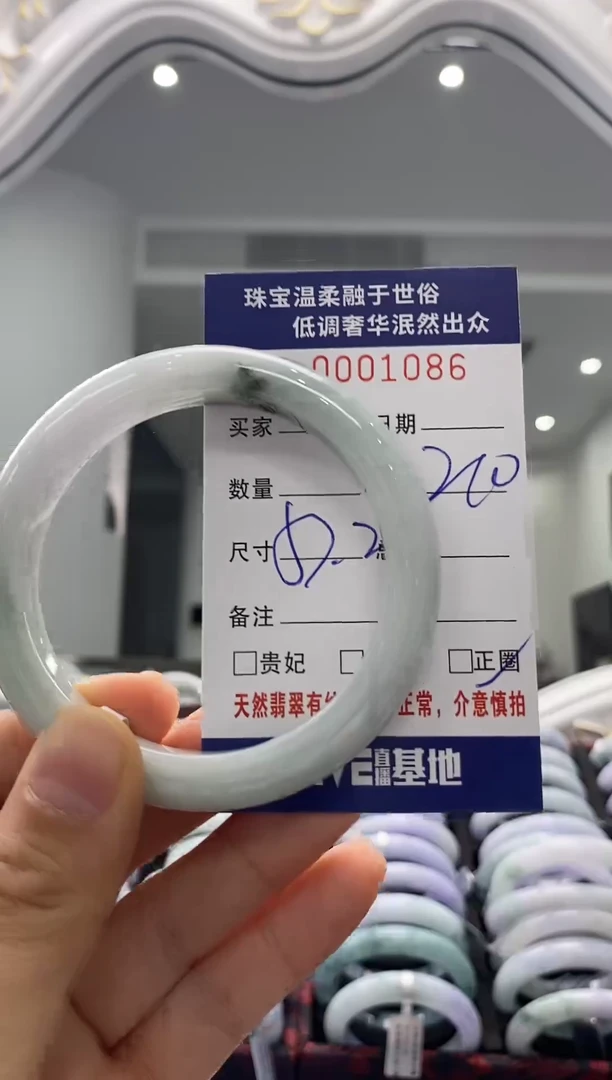 珠宝温柔融于世俗
低调奢华泯然出众
0001086
买家 日期
数量 210
尺寸
备注
贵妃 正圈
天然翡翠有 正常，介意慎拍
直播基地